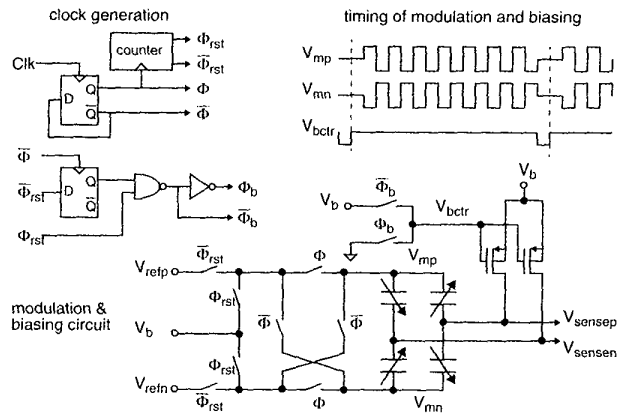 clock generation
timing of modulation and biasing
Clk
counter
Φrst
Φ̅rst
D
Q
Q̅
Φ
Φ̅
Vmp
Vmn
Vbctr
Φ̅
Φ̅rst
D
Q
Q̅
Φrst
Φb
Φ̅b
Vb
Φ̅b
Φb
Vbctr
Vb
Vrefp
Φ̅rst
Φ
Vmp
Φrst
modulation &
biasing circuit
Vb
Φ̅
Φ̅
Vsensep
Vsensen
Φrst
Vrefn
Φ̅rst
Φ
Vmn